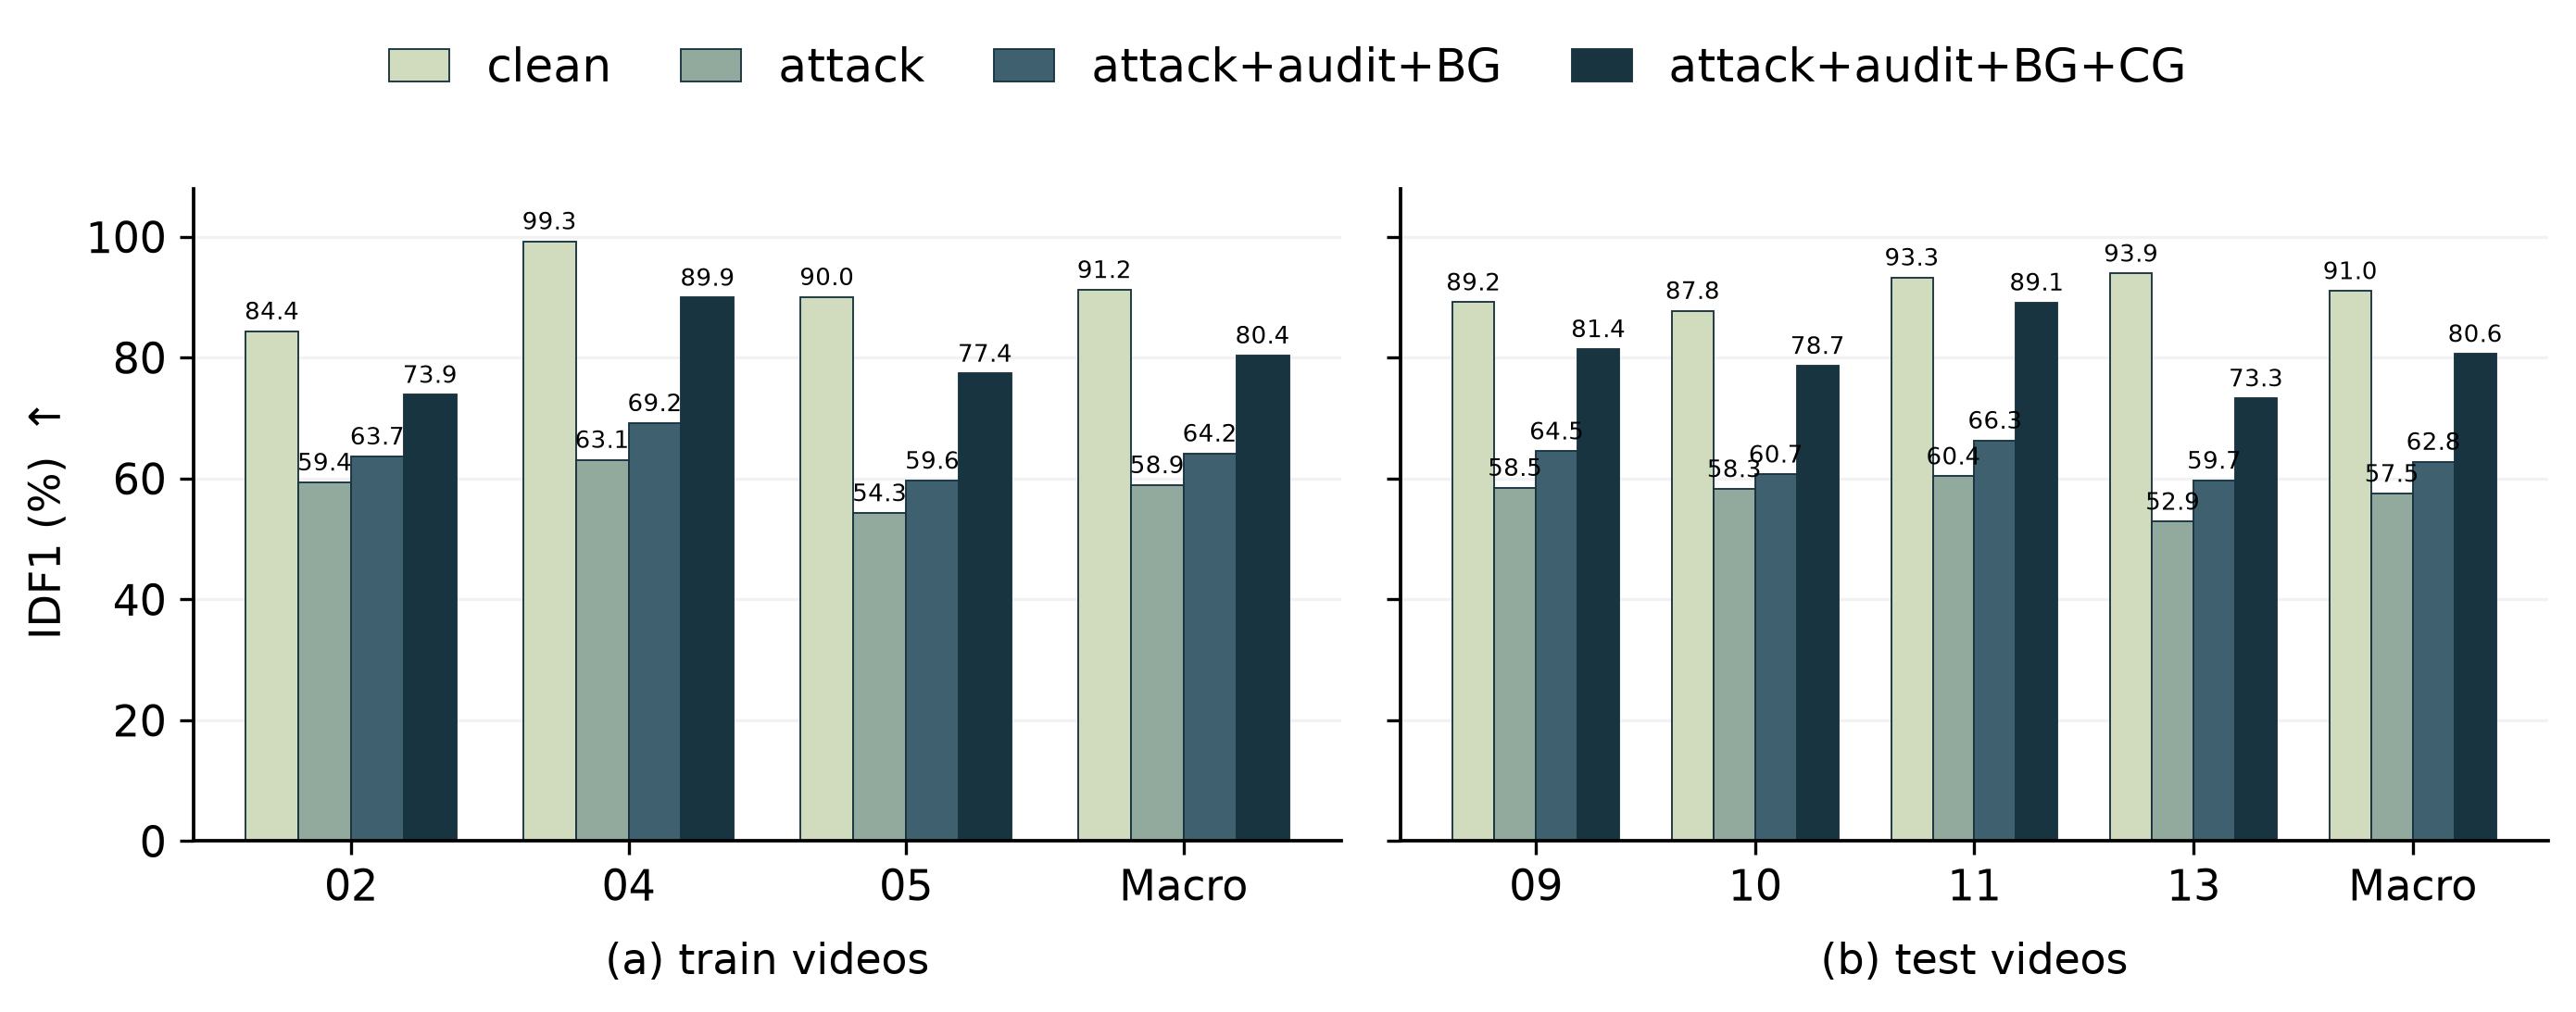 clean attack attack+audit+BG attack+audit+BG+CG
IDF1 (%) ↑
100
80
60
40
20
0
84.4 59.4 63.7 73.9
99.3 63.1 69.2 89.9
90.0 54.3 59.6 77.4
91.2 58.9 64.2 80.4
02 04 05 Macro
(a) train videos
89.2 58.5 64.5 81.4
87.8 58.3 60.7 78.7
93.3 60.4 66.3 89.1
93.9 52.9 59.7 73.3
91.0 57.5 62.8 80.6
09 10 11 13 Macro
(b) test videos